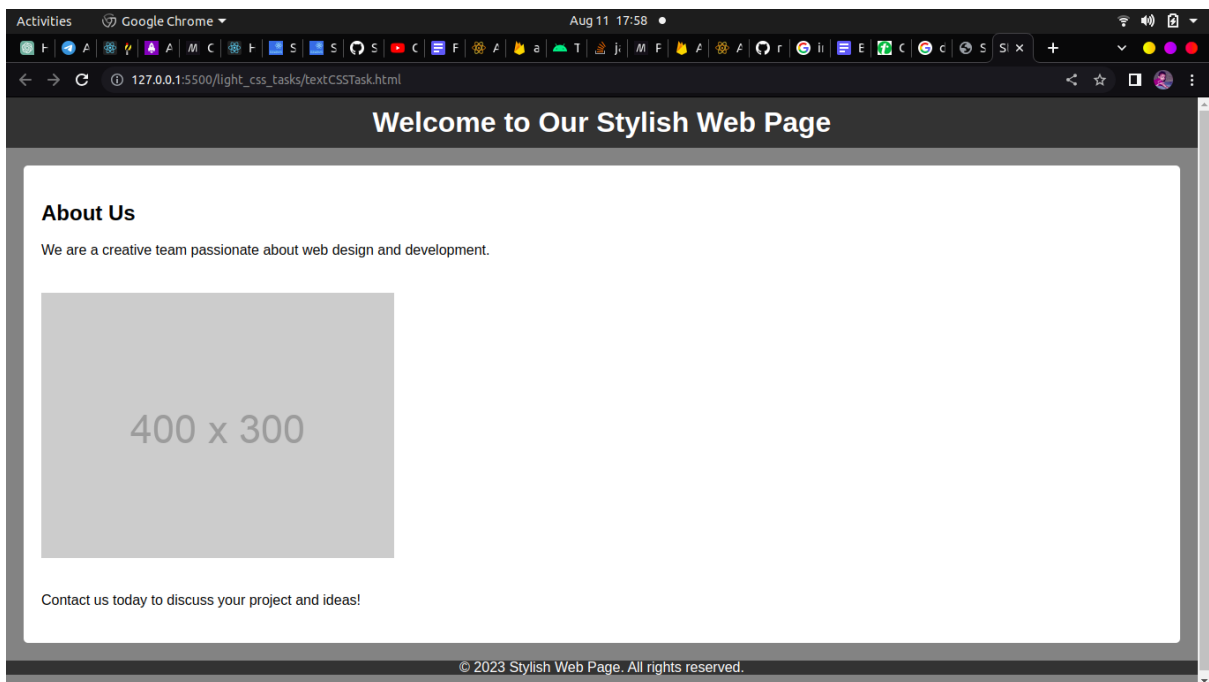 Activities Google Chrome Aug 11 17:58
F A A M C F S S S C F A a T A r E C G S
127.0.0.1:5500/light_css_tasks/textCSSTask.html
Welcome to Our Stylish Web Page
About Us
We are a creative team passionate about web design and development.
400 x 300
Contact us today to discuss your project and ideas!
© 2023 Stylish Web Page. All rights reserved.